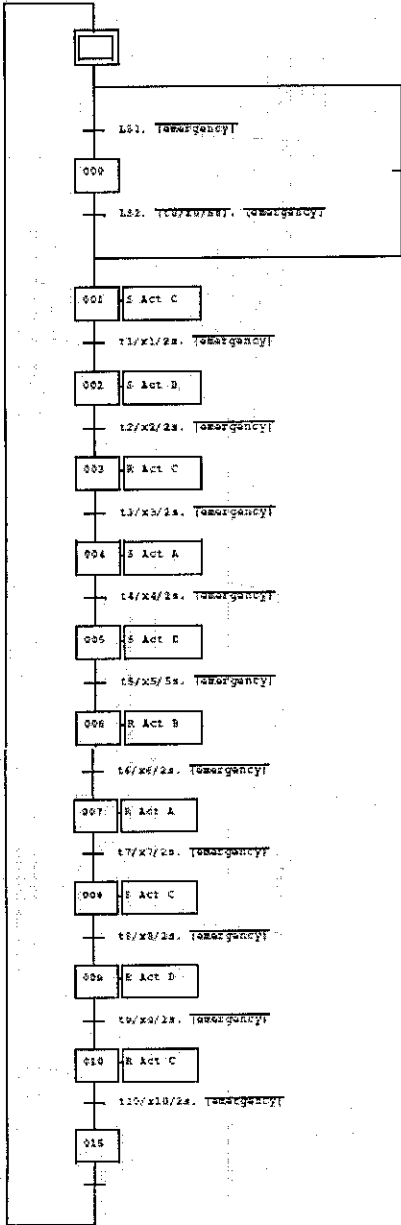 LS1. [emergency]
000
LS2. [t0/x0/5s]. [emergency]
001 S Act C
t1/x1/2s. [emergency]
002 S Act B
t2/x2/2s. [emergency]
003 R Act C
t3/x3/2s. [emergency]
004 S Act A
t4/x4/2s. [emergency]
005 S Act D
t5/x5/5s. [emergency]
006 R Act B
t6/x6/2s. [emergency]
007 R Act A
t7/x7/2s. [emergency]
008 S Act C
t8/x8/2s. [emergency]
009 R Act D
t9/x9/2s. [emergency]
010 R Act C
t10/x10/2s. [emergency]
015